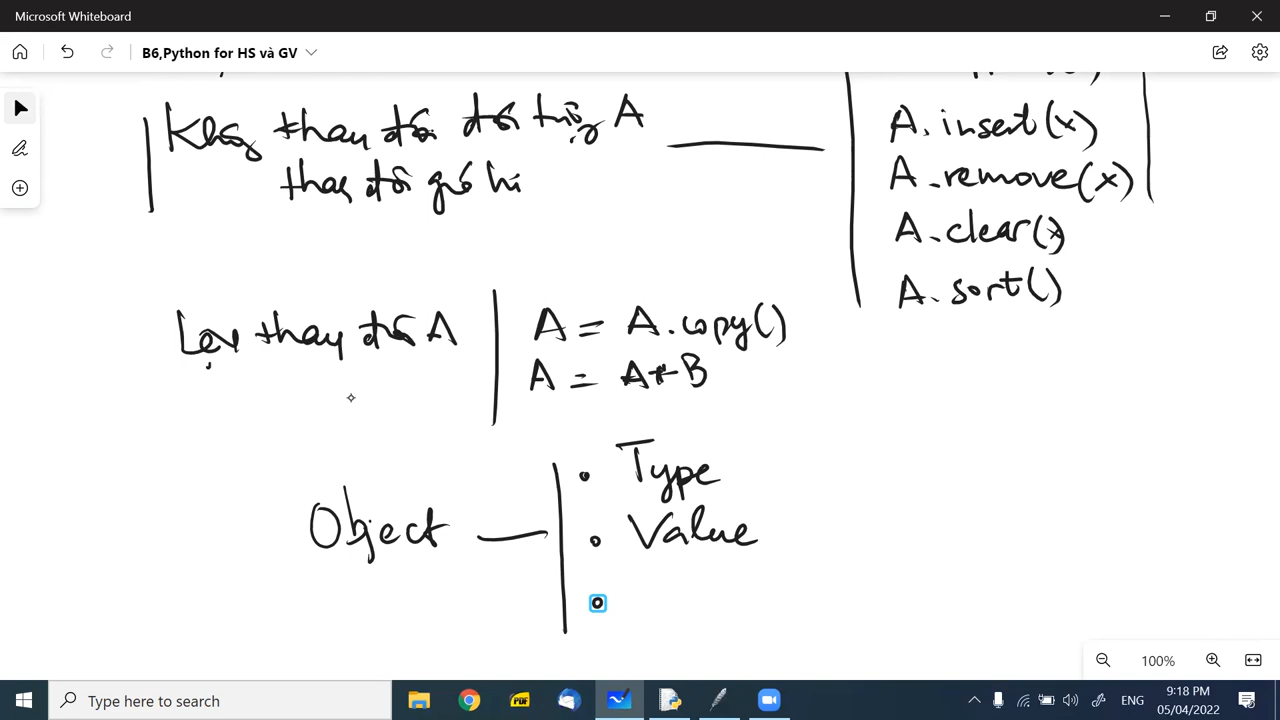 Microsoft Whiteboard
B6,Python for HS và GV
Không thay đổi đối tượng A
thay đổi giá trị
A.insert(x)
A.remove(x)
A.clear(x)
A.sort()
thay đổi A
A = A.copy()
A = A+B
Object
• Type
• Value
•
100%
Type here to search
ENG
9:18 PM
05/04/2022